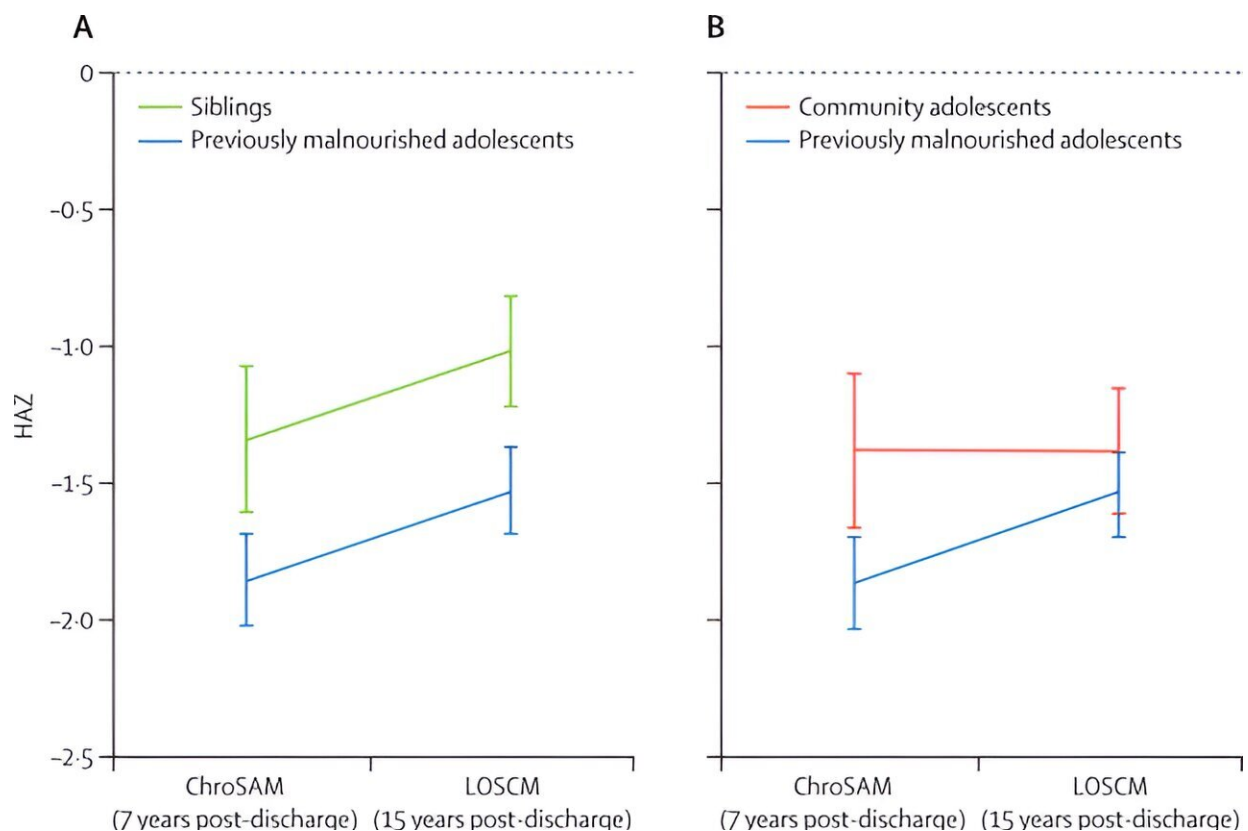 A
B
0
Siblings
Previously malnourished adolescents
Community adolescents
Previously malnourished adolescents
–0·5
–1·0
HAZ
–1·5
–2·0
–2·5
ChroSAM
(7 years post-discharge)
LOSCM
(15 years post-discharge)
ChroSAM
(7 years post-discharge)
LOSCM
(15 years post-discharge)